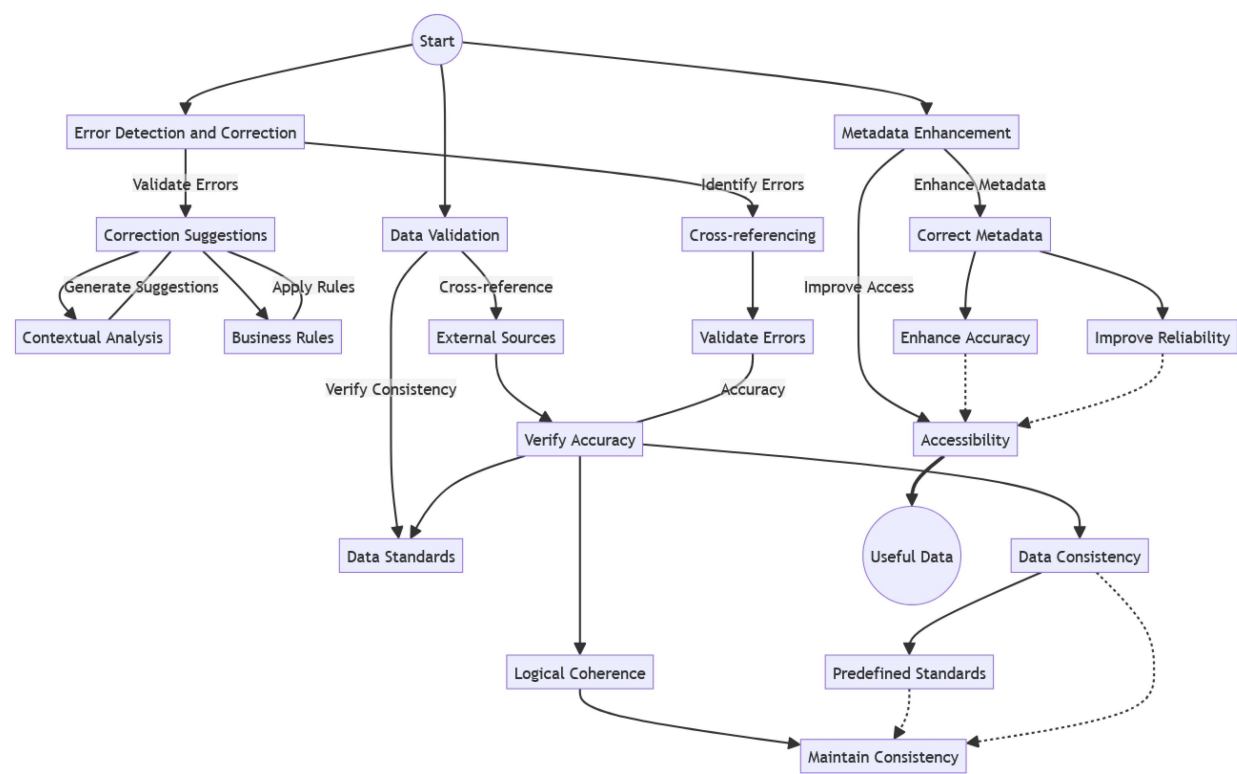 Start
Error Detection and Correction
Metadata Enhancement
Validate Errors
Identify Errors
Enhance Metadata
Correction Suggestions
Data Validation
Cross-referencing
Correct Metadata
Generate Suggestions
Apply Rules
Cross-reference
Improve Access
Contextual Analysis
Business Rules
External Sources
Validate Errors
Enhance Accuracy
Improve Reliability
Verify Consistency
Accuracy
Verify Accuracy
Accessibility
Data Standards
Useful Data
Data Consistency
Logical Coherence
Predefined Standards
Maintain Consistency